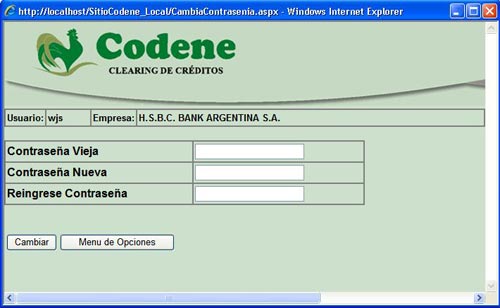 http://localhost/SitioCodene_Local/CambiaContrasenia.aspx - Windows Internet Explorer
Codene
CLEARING DE CRÉDITOS
Usuario: wjs Empresa: H.S.B.C. BANK ARGENTINA S.A.
Contraseña Vieja
Contraseña Nueva
Reingrese Contraseña
Cambiar Menu de Opciones